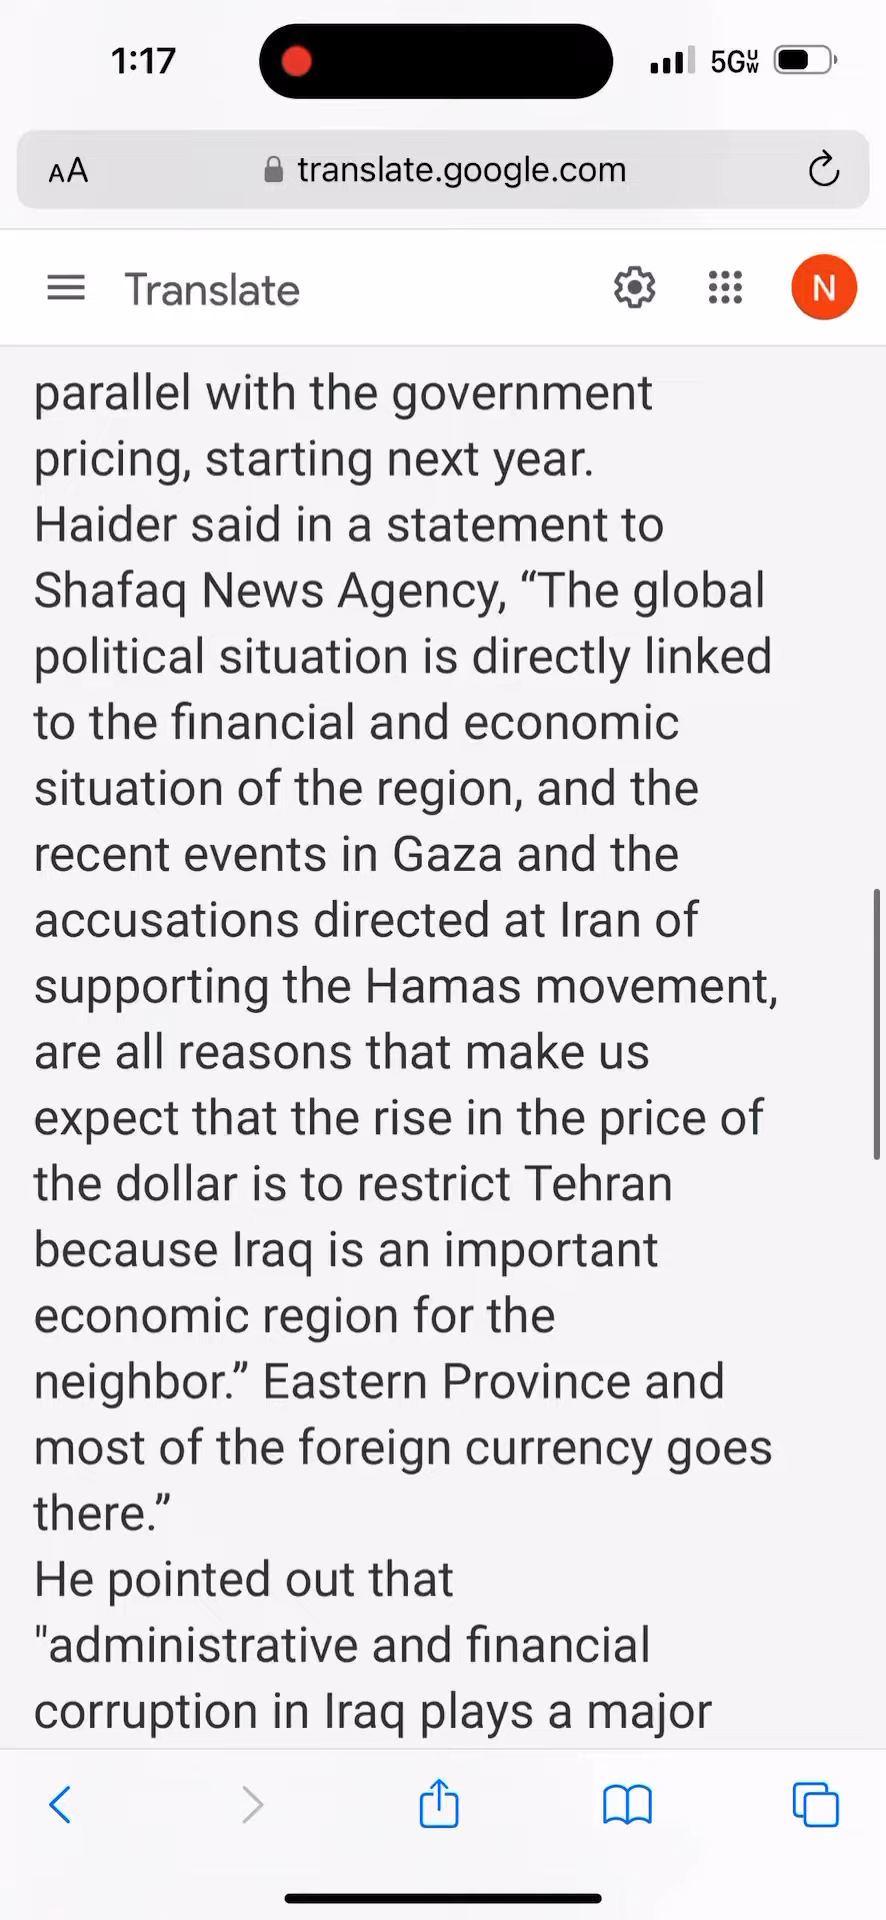 1:17
5GUW
AA
translate.google.com
Translate
N
parallel with the government
pricing, starting next year.
Haider said in a statement to
Shafaq News Agency, “The global
political situation is directly linked
to the financial and economic
situation of the region, and the
recent events in Gaza and the
accusations directed at Iran of
supporting the Hamas movement,
are all reasons that make us
expect that the rise in the price of
the dollar is to restrict Tehran
because Iraq is an important
economic region for the
neighbor.” Eastern Province and
most of the foreign currency goes
there.”
He pointed out that
"administrative and financial
corruption in Iraq plays a major